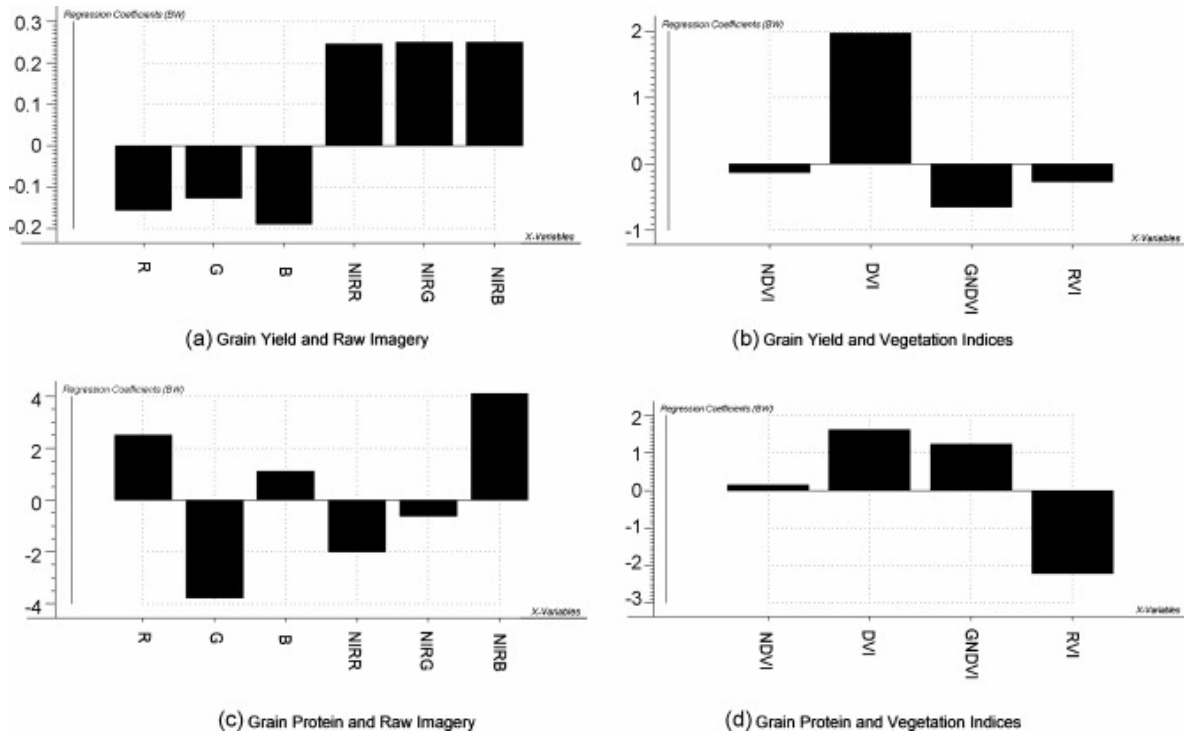 Regression Coefficients (BW)
0.3
0.2
0.1
0
-0.1
-0.2
X-Variables
R
G
B
NIRR
NIRG
NIRB
(a) Grain Yield and Raw Imagery
Regression Coefficients (BW)
2
1
0
-1
X-Variables
NDVI
DVI
GNDVI
RVI
(b) Grain Yield and Vegetation Indices
Regression Coefficients (BW)
4
2
0
-2
-4
X-Variables
R
G
B
NIRR
NIRG
NIRB
(c) Grain Protein and Raw Imagery
Regression Coefficients (BW)
2
1
0
-1
-2
-3
X-Variables
NDVI
DVI
GNDVI
RVI
(d) Grain Protein and Vegetation Indices